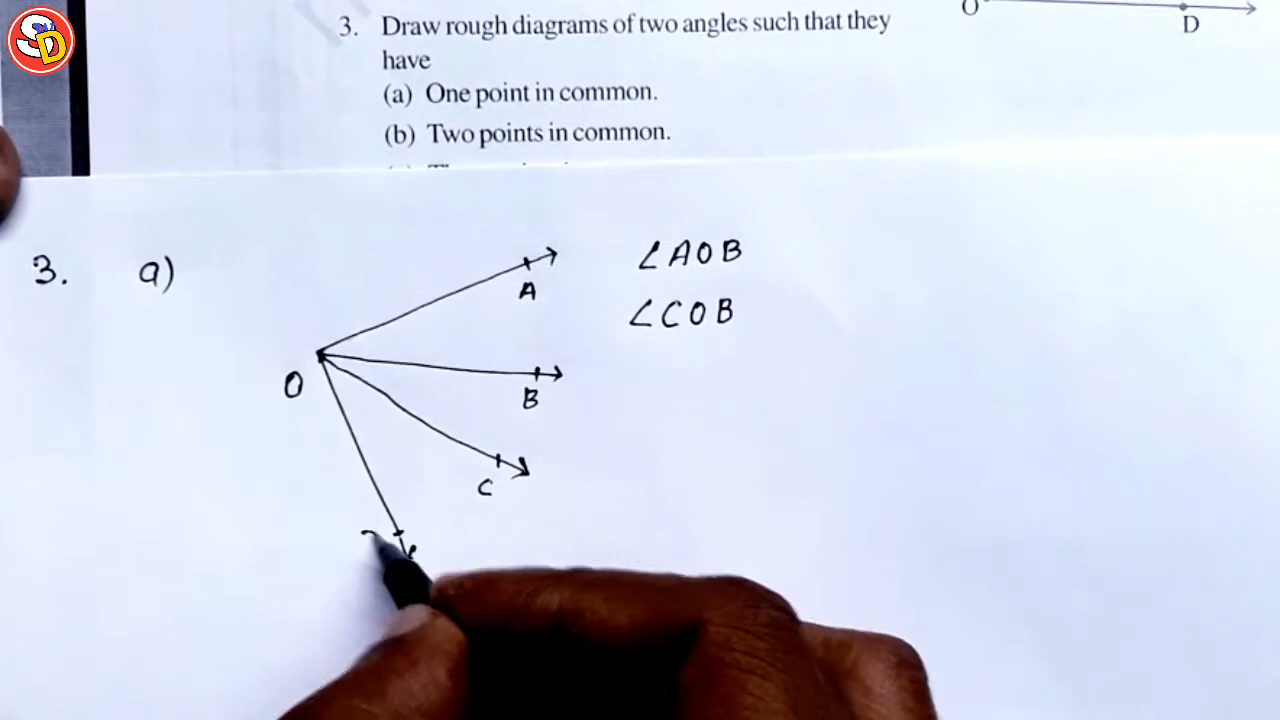 SD
3. Draw rough diagrams of two angles such that they
have
(a) One point in common.
(b) Two points in common.
O
D
3. a)
∠AOB
∠COB
A
O
B
C